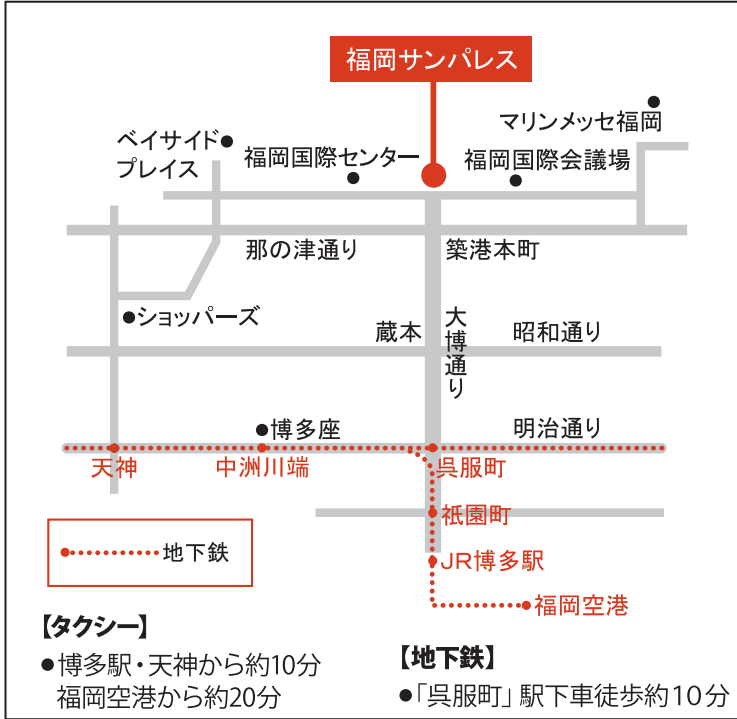 福岡サンパレス
マリンメッセ福岡
ベイサイド
プレイス
福岡国際センター
福岡国際会議場
那の津通り
築港本町
ショッパーズ
蔵本
大博通り
昭和通り
博多座
明治通り
天神
中洲川端
呉服町
祇園町
地下鉄
JR博多駅
福岡空港
【タクシー】
●博多駅・天神から約10分
福岡空港から約20分
【地下鉄】
●「呉服町」駅下車徒歩約10分